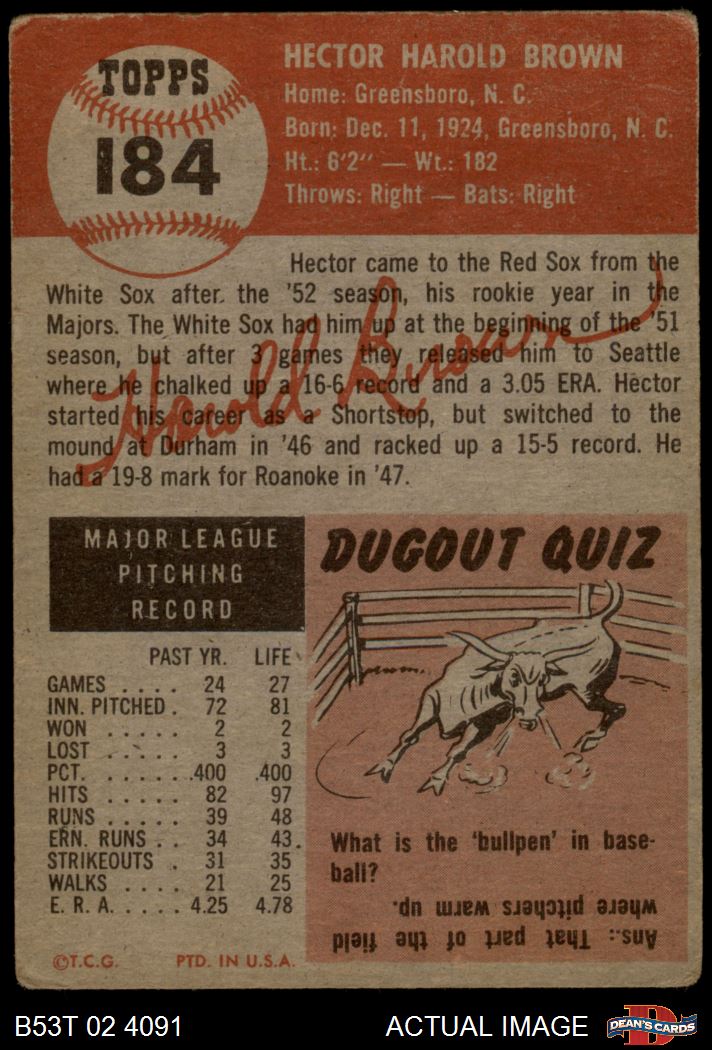 TOPPS
184
HECTOR HAROLD BROWN
Home: Greensboro, N. C.
Born: Dec. 11, 1924, Greensboro, N. C.
Ht.: 6'2" — Wt.: 182
Throws: Right — Bats: Right
Hector came to the Red Sox from the
White Sox after the '52 season, his rookie year in the
Majors. The White Sox had him up at the beginning of the '51
season, but after 3 games they released him to Seattle
where he chalked up a 16-6 record and a 3.05 ERA. Hector
started his career as a Shortstop, but switched to the
mound at Durham in '46 and racked up a 15-5 record. He
had a 19-8 mark for Roanoke in '47.
Harold Brown
MAJOR LEAGUE
PITCHING
RECORD
PAST YR. LIFE
GAMES .... 24 27
INN. PITCHED . 72 81
WON ..... 2 2
LOST ..... 3 3
PCT. ..... .400 .400
HITS ..... 82 97
RUNS ..... 39 48
ERN. RUNS .. 34 43.
STRIKEOUTS . 31 35
WALKS .... 21 25
E. R. A. .... 4.25 4.78
©T.C.G. PTD. IN U.S.A.
DUGOUT QUIZ
What is the 'bullpen' in base-
ball?
Ans.: That part of the field
where pitchers warm up.
B53T 02 4091 ACTUAL IMAGE
DEAN'S CARDS